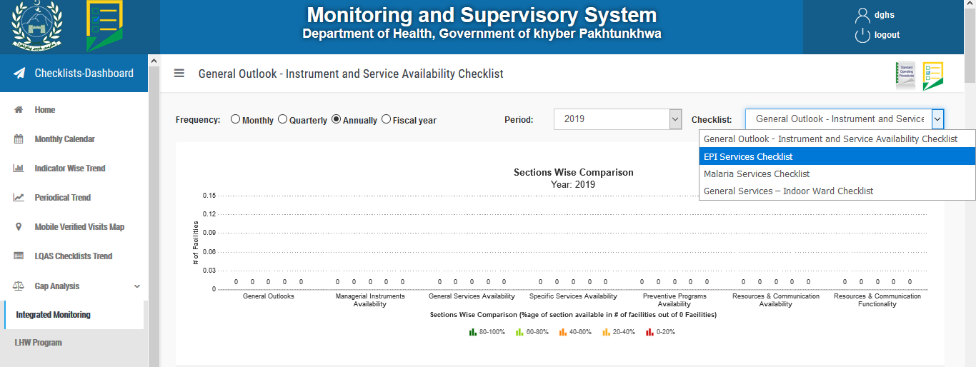 Monitoring and Supervisory System
Department of Health, Government of khyber Pakhtunkhwa
dghs
logout
Checklists-Dashboard
General Outlook - Instrument and Service Availability Checklist
Home
Monthly Calendar
Indicator Wise Trend
Periodical Trend
Mobile Verified Visits Map
LQAS Checklists Trend
Gap Analysis
Integrated Monitoring
LHW Program
Frequency: Monthly Quarterly Annually Fiscal year
Period: 2019
Checklist: General Outlook - Instrument and Service
General Outlook - Instrument and Service Availability Checklist
EPI Services Checklist
Malaria Services Checklist
General Services – Indoor Ward Checklist
Sections Wise Comparison
Year: 2019
# of Facilities
0.15
0.12
0.09
0.06
0.03
0
0 0 0 0 0 0 0 0 0 0 0 0 0 0 0 0 0 0 0 0 0 0 0 0 0 0 0 0 0 0 0 0 0 0 0
General Outlooks
Managerial Instruments Availability
General Services Availability
Specific Services Availability
Preventive Programs Availability
Resources & Communication Availability
Resources & Communication Functionality
Sections Wise Comparison (%age of section available in # of facilities out of 0 Facilities)
80-100% 60-80% 40-60% 20-40% 0-20%